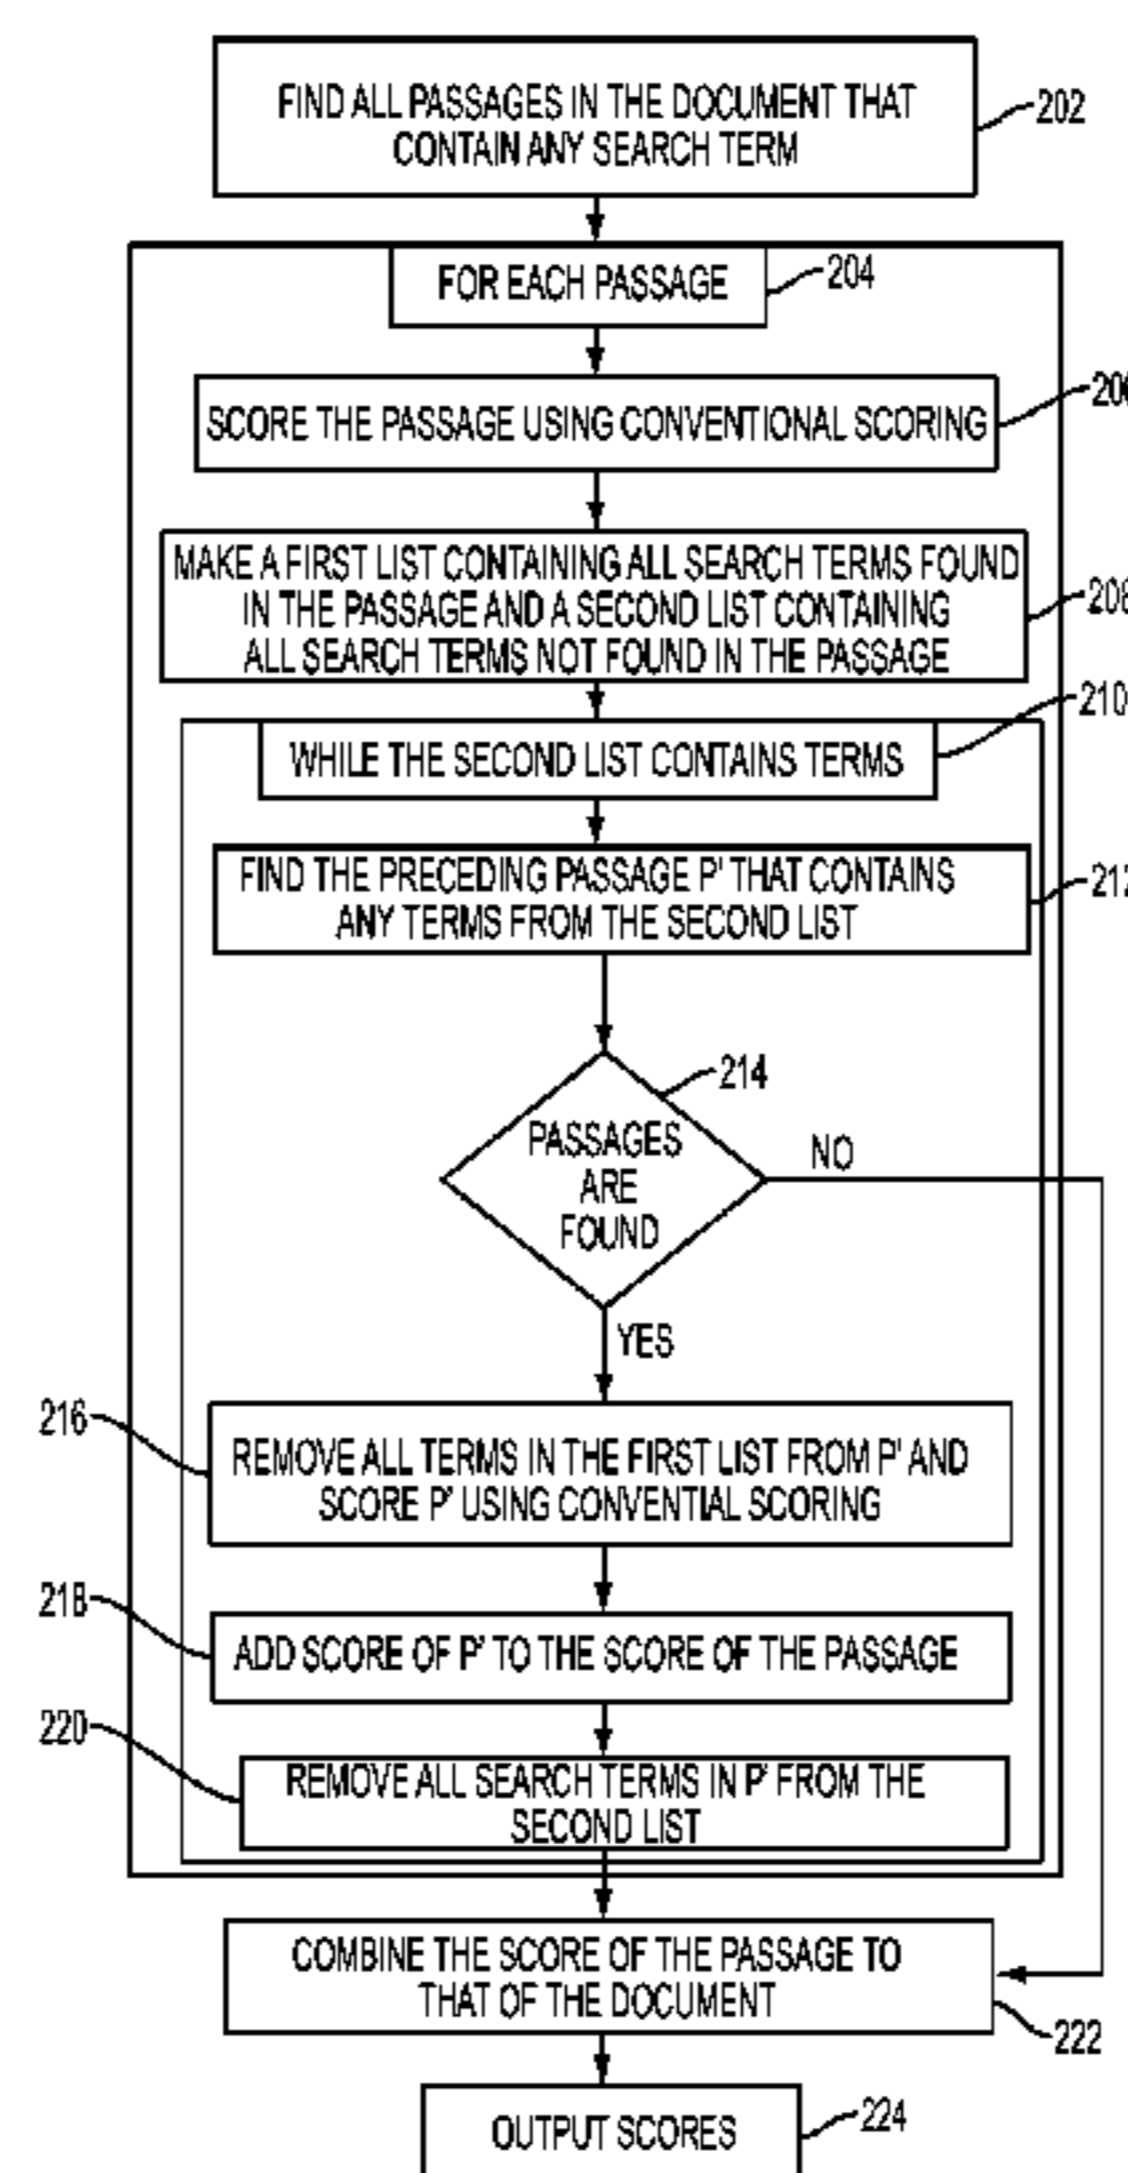 FIND ALL PASSAGES IN THE DOCUMENT THAT
CONTAIN ANY SEARCH TERM
202
FOR EACH PASSAGE
204
SCORE THE PASSAGE USING CONVENTIONAL SCORING
MAKE A FIRST LIST CONTAINING ALL SEARCH TERMS FOUND
IN THE PASSAGE AND A SECOND LIST CONTAINING
ALL SEARCH TERMS NOT FOUND IN THE PASSAGE
208
WHILE THE SECOND LIST CONTAINS TERMS
210
FIND THE PRECEDING PASSAGE P' THAT CONTAINS
ANY TERMS FROM THE SECOND LIST
212
PASSAGES
ARE
FOUND
214
NO
YES
216
REMOVE ALL TERMS IN THE FIRST LIST FROM P' AND
SCORE P' USING CONVENTIAL SCORING
218
ADD SCORE OF P' TO THE SCORE OF THE PASSAGE
220
REMOVE ALL SEARCH TERMS IN P' FROM THE
SECOND LIST
COMBINE THE SCORE OF THE PASSAGE TO
THAT OF THE DOCUMENT
222
OUTPUT SCORES
224